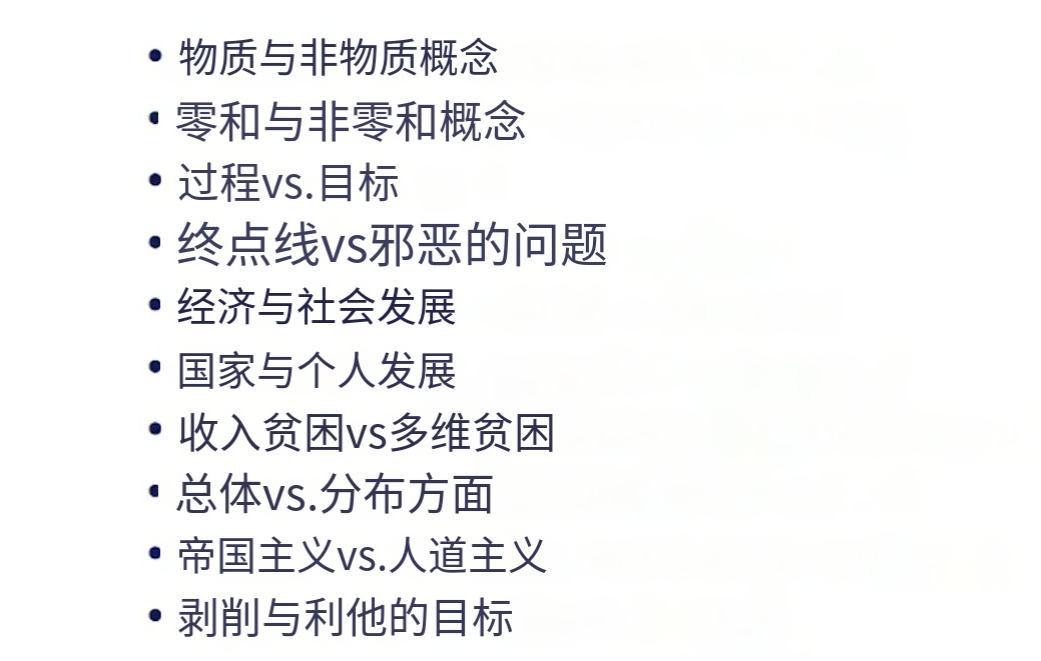 • 物质与非物质概念
• 零和与非零和概念
• 过程vs.目标
• 终点线vs邪恶的问题
• 经济与社会发展
• 国家与个人发展
• 收入贫困vs多维贫困
• 总体vs.分布方面
• 帝国主义vs.人道主义
• 剥削与利他的目标